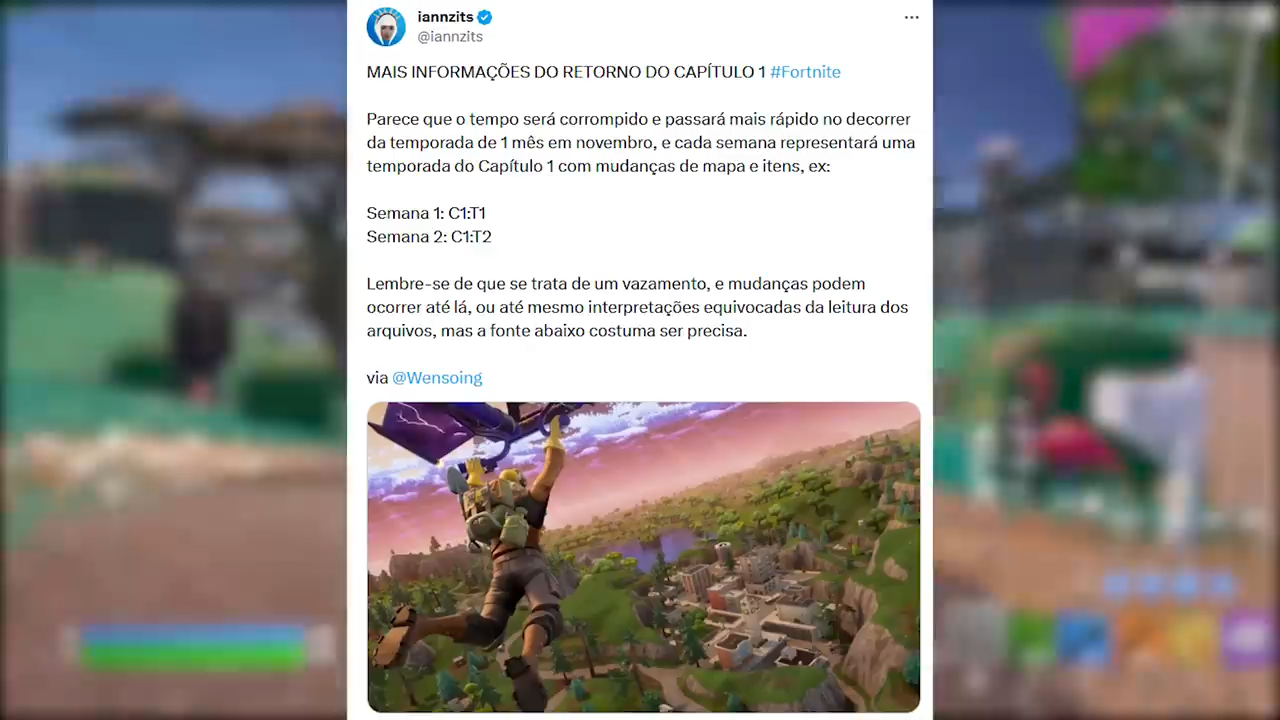 iannzits
@iannzits
MAIS INFORMAÇÕES DO RETORNO DO CAPÍTULO 1 #Fortnite
Parece que o tempo será corrompido e passará mais rápido no decorrer
da temporada de 1 mês em novembro, e cada semana representará uma
temporada do Capítulo 1 com mudanças de mapa e itens, ex:
Semana 1: C1:T1
Semana 2: C1:T2
Lembre-se de que se trata de um vazamento, e mudanças podem
ocorrer até lá, ou até mesmo interpretações equivocadas da leitura dos
arquivos, mas a fonte abaixo costuma ser precisa.
via @Wensoing